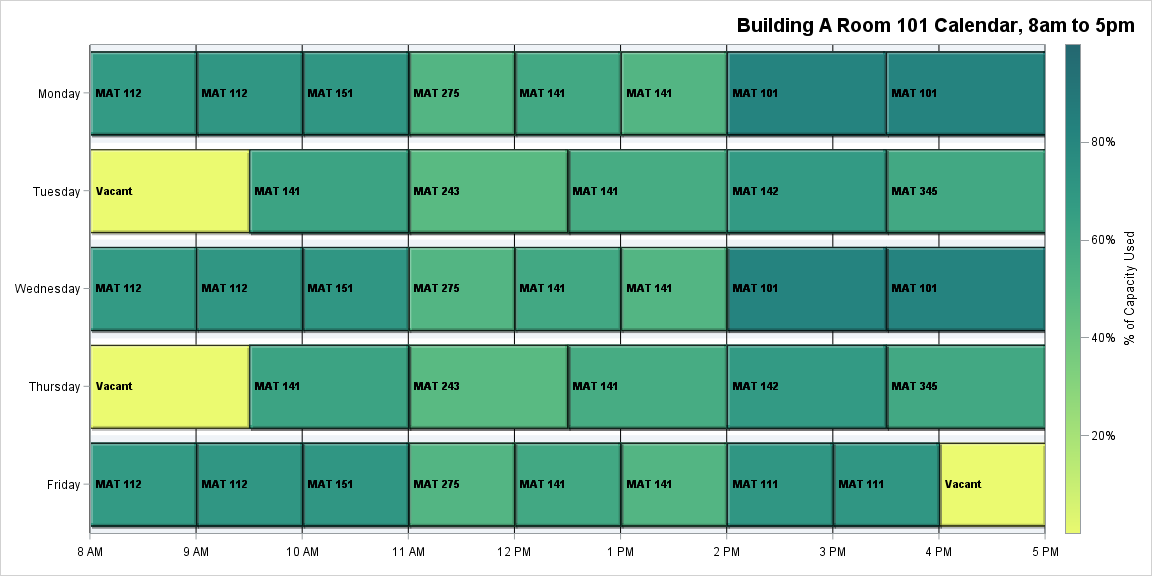 Building A Room 101 Calendar, 8am to 5pm
Monday
MAT 112
MAT 112
MAT 151
MAT 275
MAT 141
MAT 141
MAT 101
MAT 101
Tuesday
Vacant
MAT 141
MAT 243
MAT 141
MAT 142
MAT 345
Wednesday
MAT 112
MAT 112
MAT 151
MAT 275
MAT 141
MAT 141
MAT 101
MAT 101
Thursday
Vacant
MAT 141
MAT 243
MAT 141
MAT 142
MAT 345
Friday
MAT 112
MAT 112
MAT 151
MAT 275
MAT 141
MAT 141
MAT 111
MAT 111
Vacant
8 AM
9 AM
10 AM
11 AM
12 PM
1 PM
2 PM
3 PM
4 PM
5 PM
80%
60%
40%
20%
% of Capacity Used